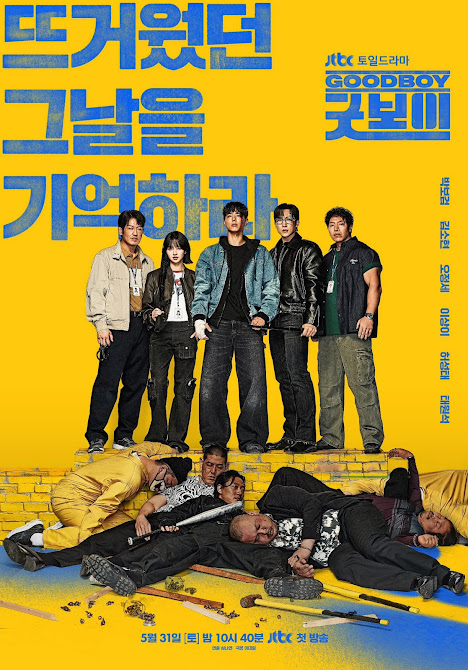 뜨거웠던
그날을
기억하라
jtbc 토일드라마
GOODBOY
굿보이
박보검 김소현 오정세 이상이 허성태 태원석
5월 31일 [토] 밤 10시 40분 jtbc 첫 방송